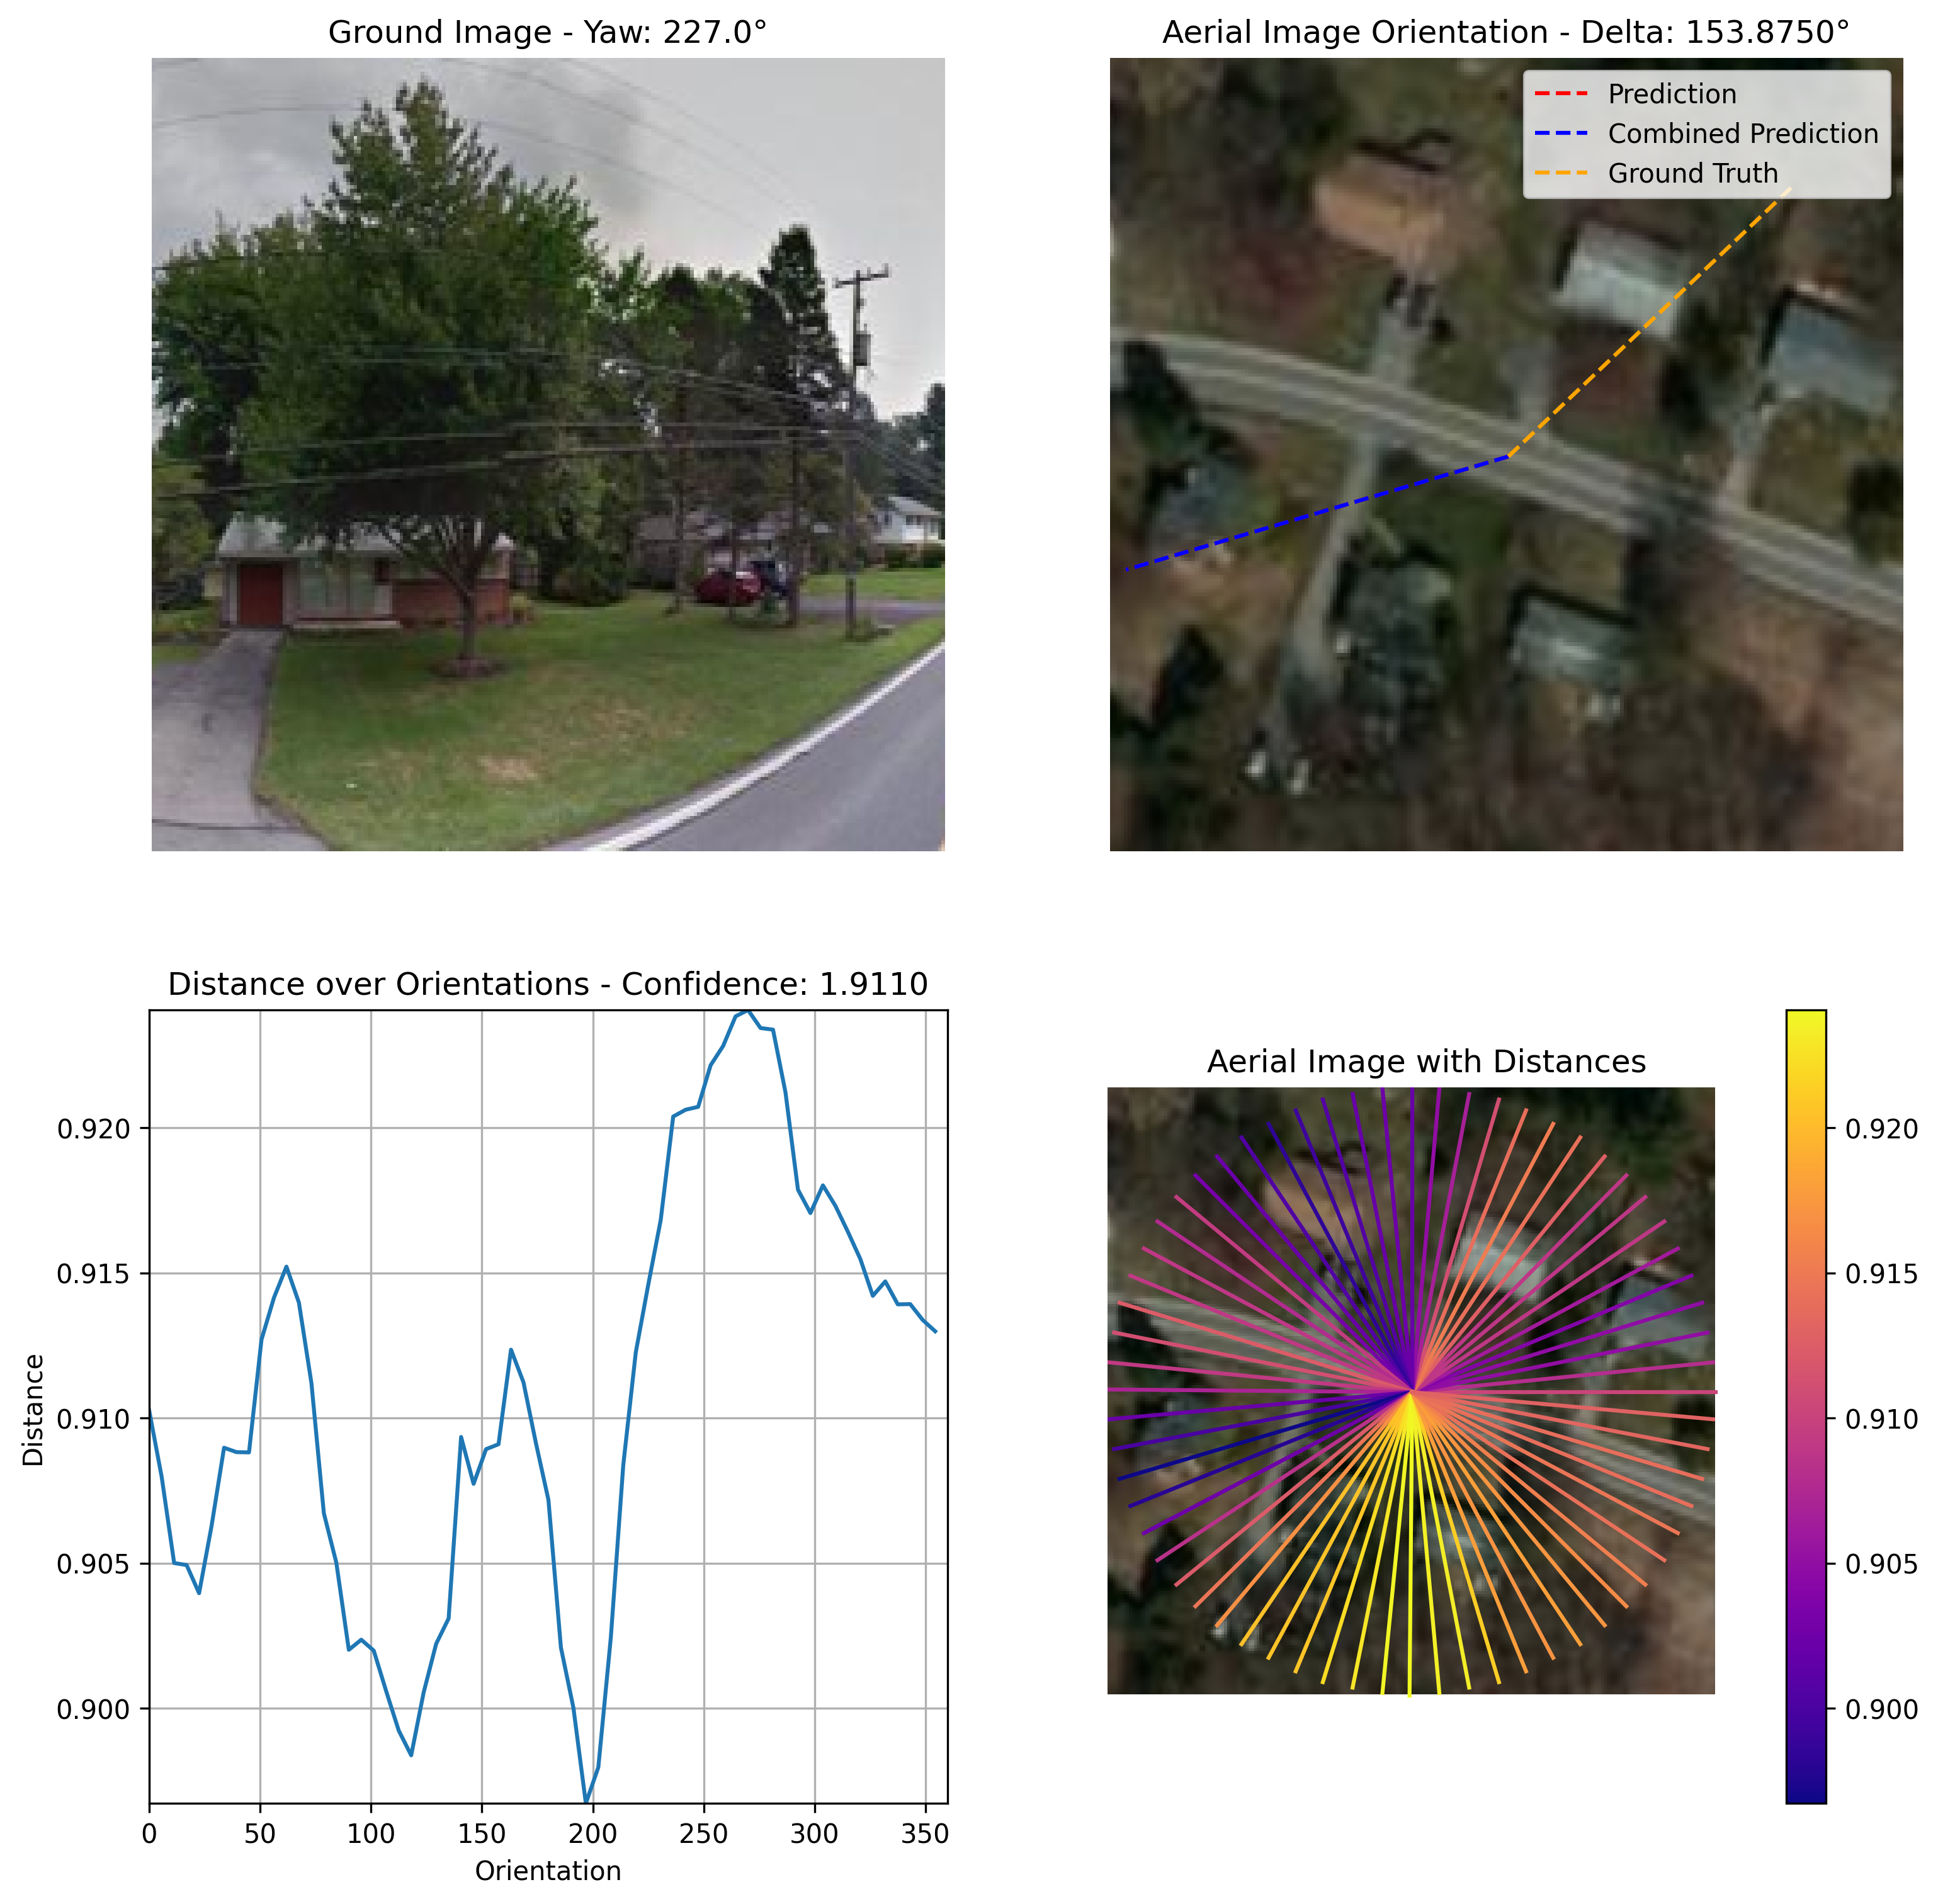 Ground Image - Yaw: 227.0°
Aerial Image Orientation - Delta: 153.8750°
Prediction
Combined Prediction
Ground Truth
Distance over Orientations - Confidence: 1.9110
Distance
0.920
0.915
0.910
0.905
0.900
0
50
100
150
200
250
300
350
Orientation
Aerial Image with Distances
0.920
0.915
0.910
0.905
0.900